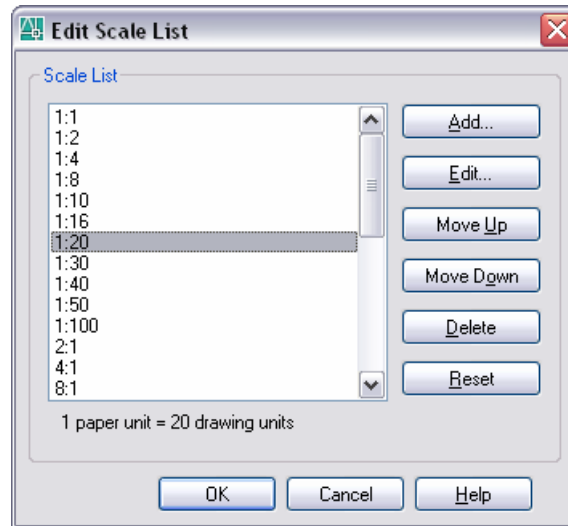 Edit Scale List
Scale List
1:1
1:2
1:4
1:8
1:10
1:16
1:20
1:30
1:40
1:50
1:100
2:1
4:1
8:1
Add...
Edit...
Move Up
Move Down
Delete
Reset
1 paper unit = 20 drawing units
OK
Cancel
Help